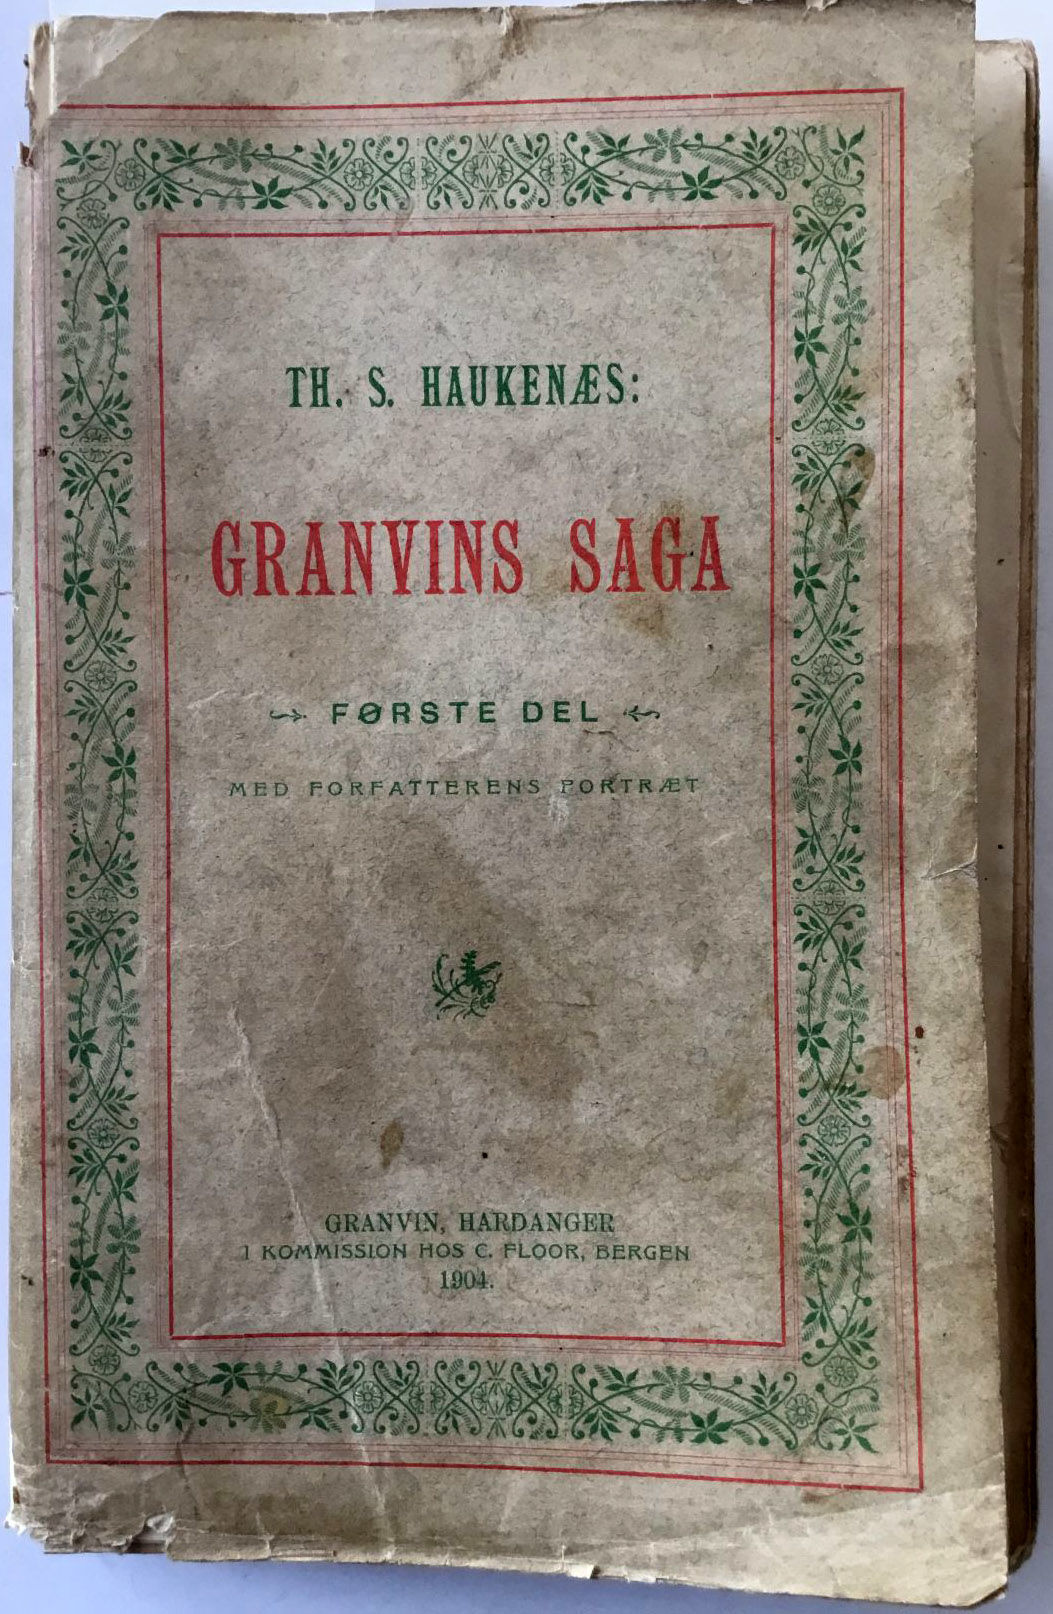 TH. S. HAUKENÆS:
GRANVINS SAGA
FØRSTE DEL
MED FORFATTERENS PORTRÆT
GRANVIN, HARDANGER
I KOMMISSION HOS C. FLOOR, BERGEN
1904.